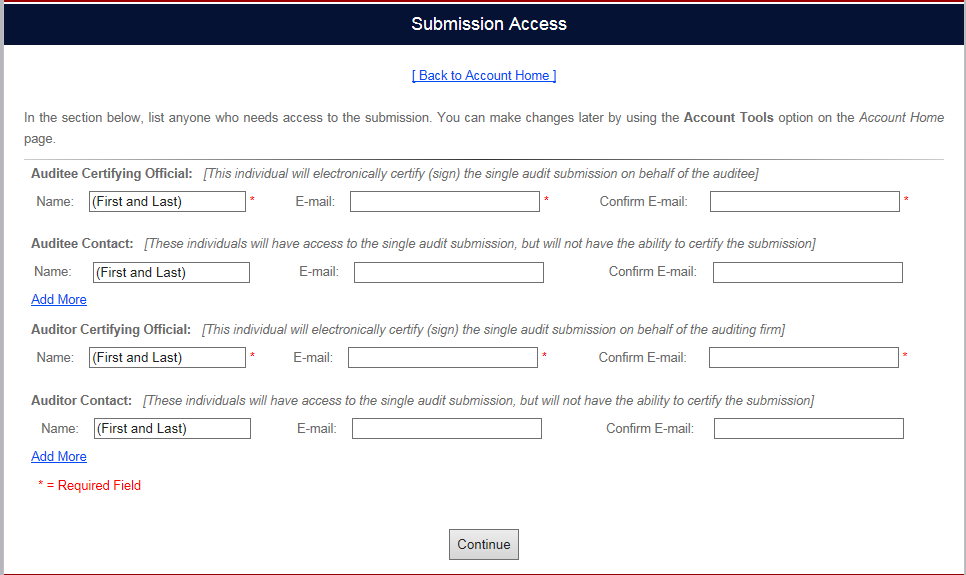 Submission Access
[ Back to Account Home ]
In the section below, list anyone who needs access to the submission. You can make changes later by using the Account Tools option on the Account Home
page.
Auditee Certifying Official: [This individual will electronically certify (sign) the single audit submission on behalf of the auditee]
Name: (First and Last) * E-mail: * Confirm E-mail: *
Auditee Contact: [These individuals will have access to the single audit submission, but will not have the ability to certify the submission]
Name: (First and Last) E-mail: Confirm E-mail:
Add More
Auditor Certifying Official: [This individual will electronically certify (sign) the single audit submission on behalf of the auditing firm]
Name: (First and Last) * E-mail: * Confirm E-mail: *
Auditor Contact: [These individuals will have access to the single audit submission, but will not have the ability to certify the submission]
Name: (First and Last) E-mail: Confirm E-mail:
Add More
* = Required Field
Continue